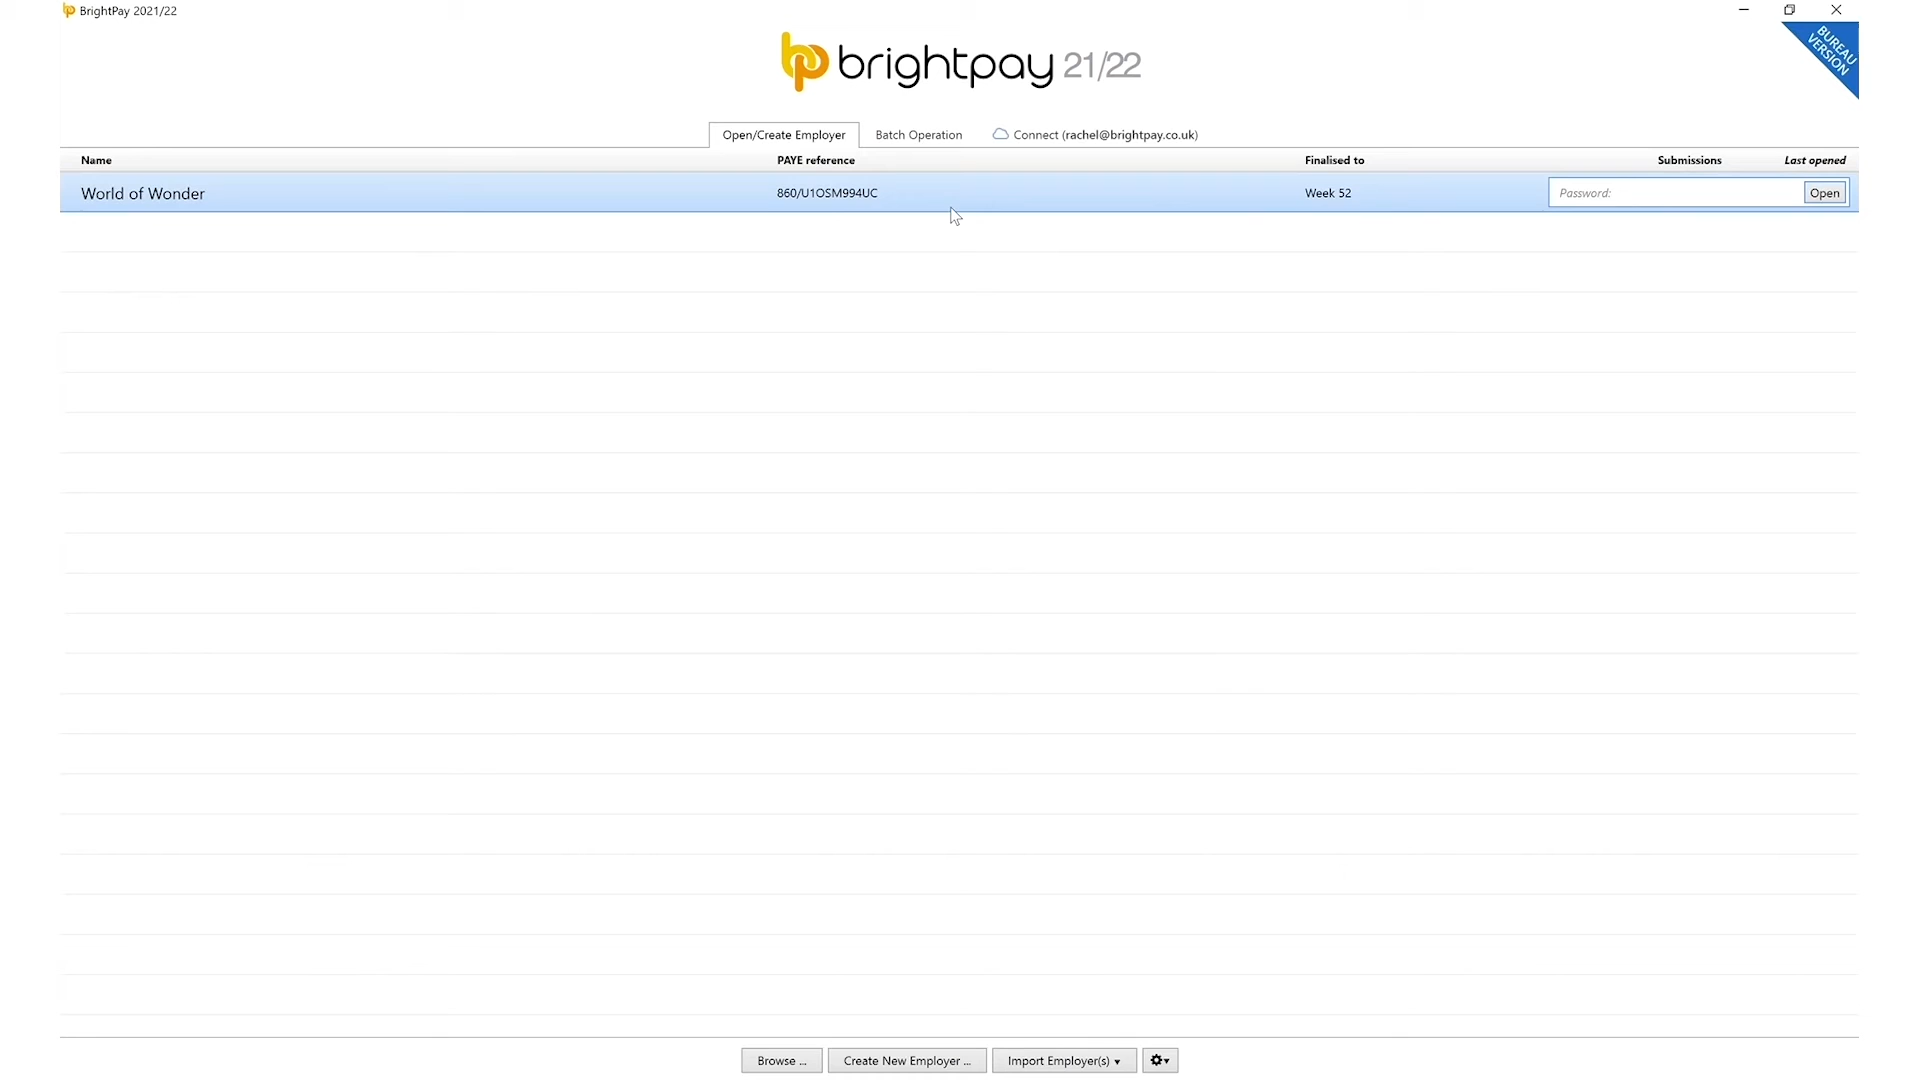 BrightPay 2021/22
brightpay 21/22
BUREAU
VERSION
Open/Create Employer
Batch Operation
Connect (rachel@brightpay.co.uk)
Name
PAYE reference
Finalised to
Submissions
Last opened
World of Wonder
860/U1OSM994UC
Week 52
Password:
Open
Browse ...
Create New Employer ...
Import Employer(s)